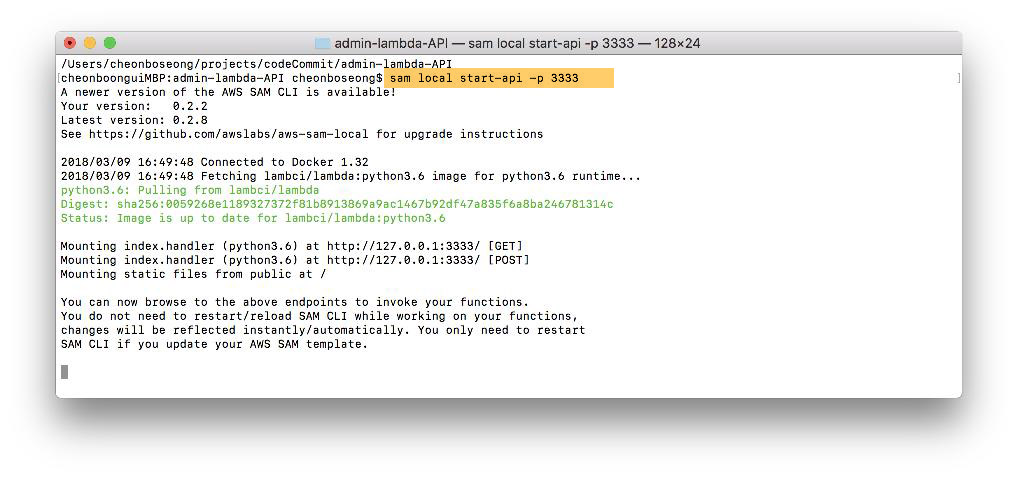 admin-lambda-API — sam local start-api -p 3333 — 128×24
/Users/cheonboseong/projects/codeCommit/admin-lambda-API
[cheonboonguiMBP:admin-lambda-API cheonboseong$ sam local start-api -p 3333 ]
A newer version of the AWS SAM CLI is available!
Your version:   0.2.2
Latest version: 0.2.8
See https://github.com/awslabs/aws-sam-local for upgrade instructions
2018/03/09 16:49:48 Connected to Docker 1.32
2018/03/09 16:49:48 Fetching lambci/lambda:python3.6 image for python3.6 runtime...
python3.6: Pulling from lambci/lambda
Digest: sha256:0059268e1189327372f81b8913869a9ac1467b92df47a835f6a8ba246781314c
Status: Image is up to date for lambci/lambda:python3.6
Mounting index.handler (python3.6) at http://127.0.0.1:3333/ [GET]
Mounting index.handler (python3.6) at http://127.0.0.1:3333/ [POST]
Mounting static files from public at /
You can now browse to the above endpoints to invoke your functions.
You do not need to restart/reload SAM CLI while working on your functions,
changes will be reflected instantly/automatically. You only need to restart
SAM CLI if you update your AWS SAM template.